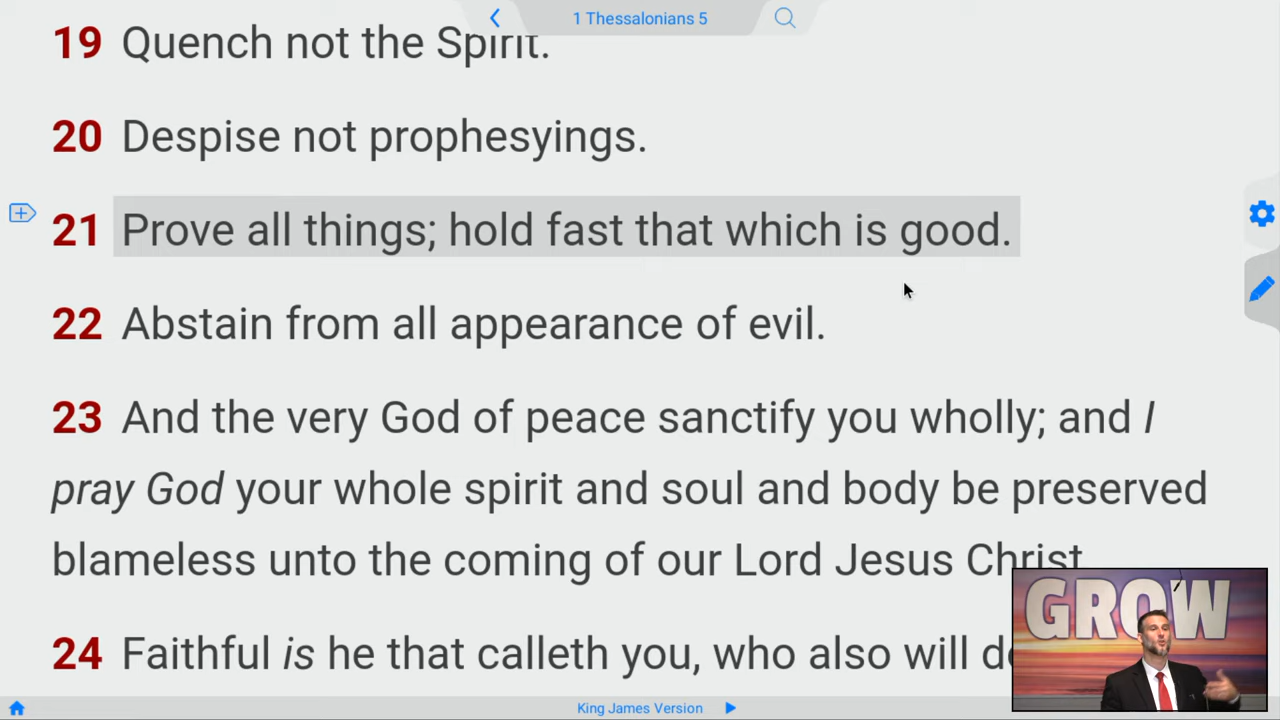 1 Thessalonians 5
19 Quench not the Spirit.
20 Despise not prophesyings.
21 Prove all things; hold fast that which is good.
22 Abstain from all appearance of evil.
23 And the very God of peace sanctify you wholly; and I
pray God your whole spirit and soul and body be preserved
blameless unto the coming of our Lord Jesus Christ
24 Faithful is he that calleth you, who also will
GROW
King James Version